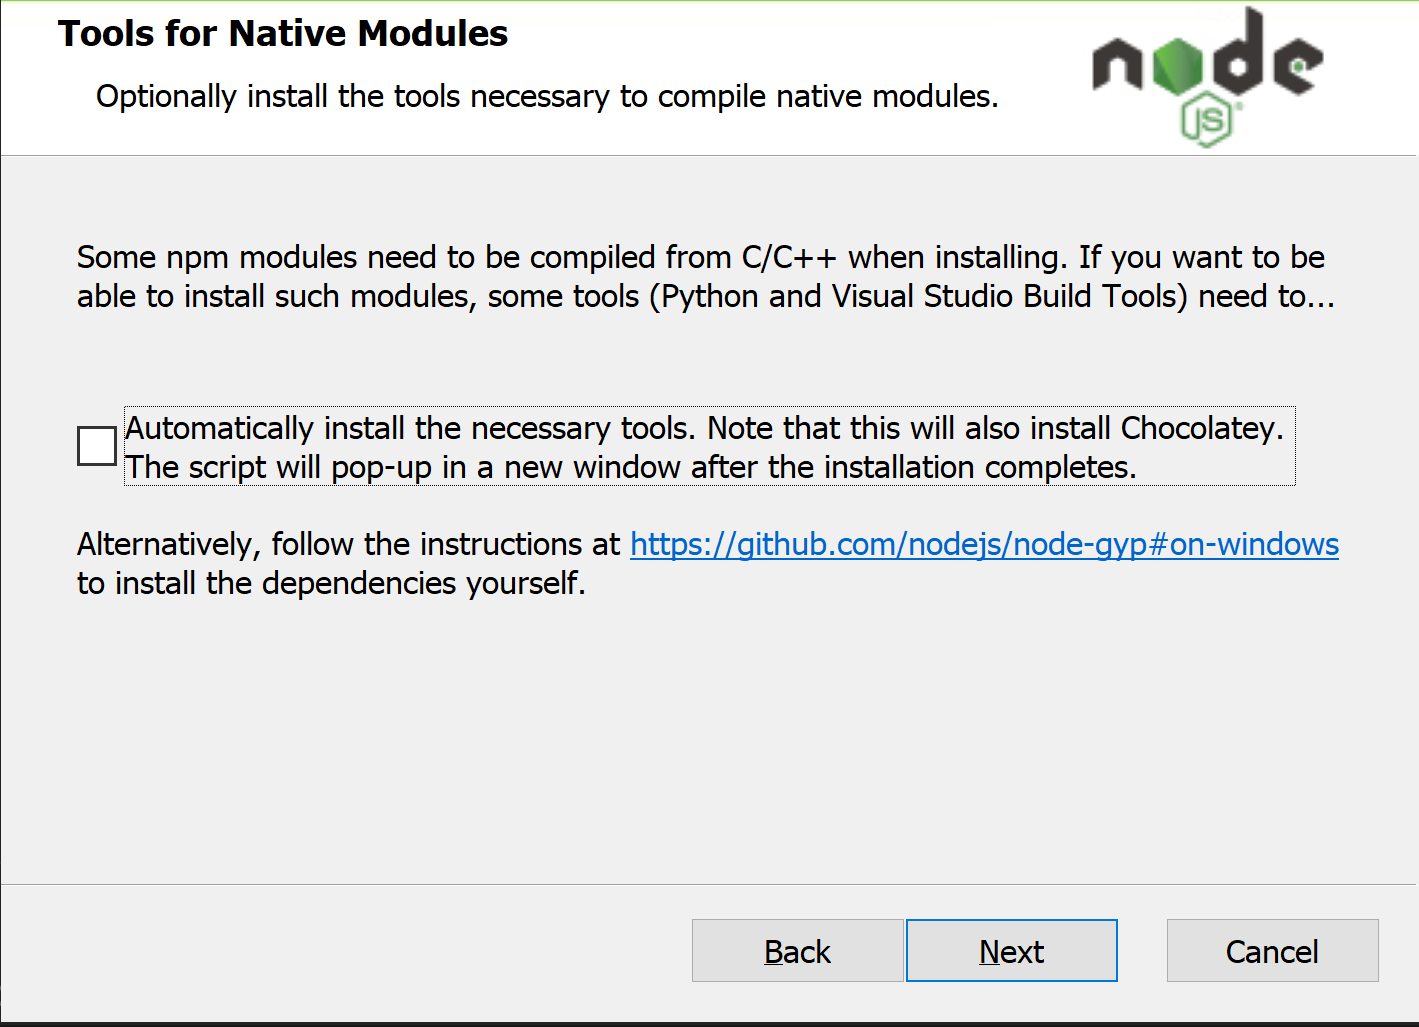 Tools for Native Modules
node
JS
Optionally install the tools necessary to compile native modules.
Some npm modules need to be compiled from C/C++ when installing. If you want to be
able to install such modules, some tools (Python and Visual Studio Build Tools) need to...
Automatically install the necessary tools. Note that this will also install Chocolatey.
The script will pop-up in a new window after the installation completes.
Alternatively, follow the instructions at https://github.com/nodejs/node-gyp#on-windows
to install the dependencies yourself.
Back Next Cancel